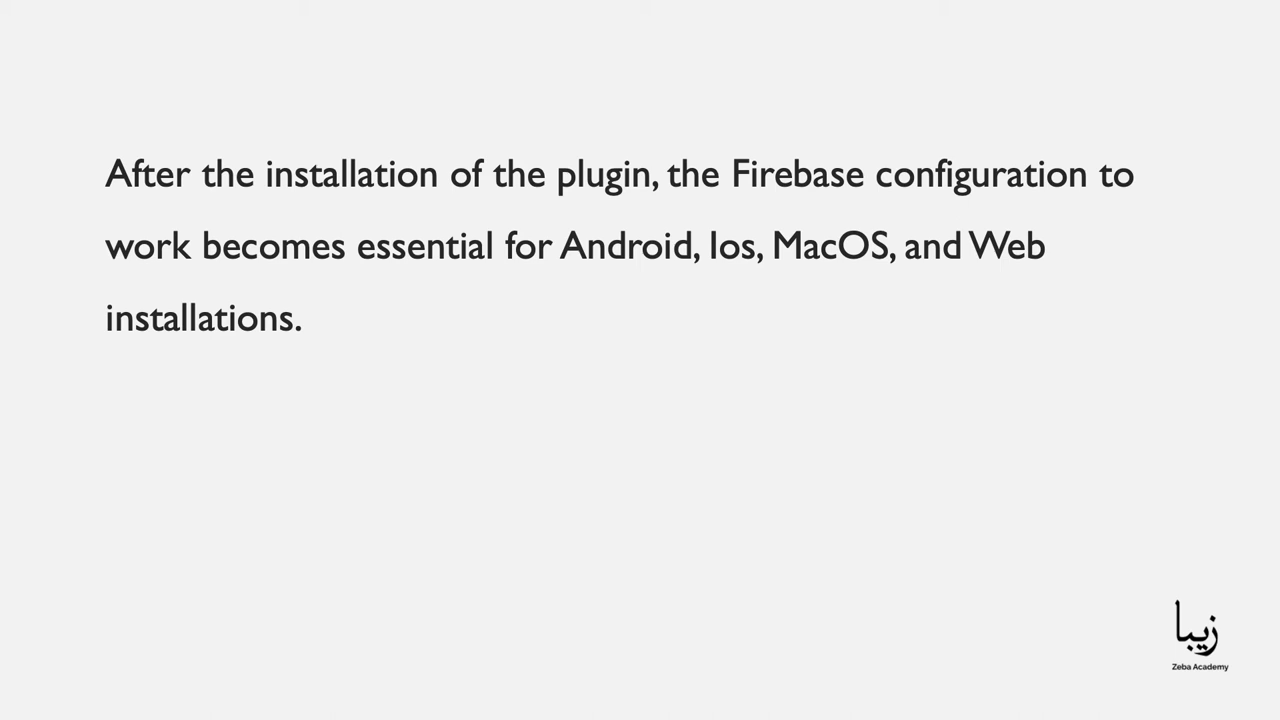 After the installation of the plugin, the Firebase configuration to
work becomes essential for Android, Ios, MacOS, and Web
installations.
زيبا
Zeba Academy